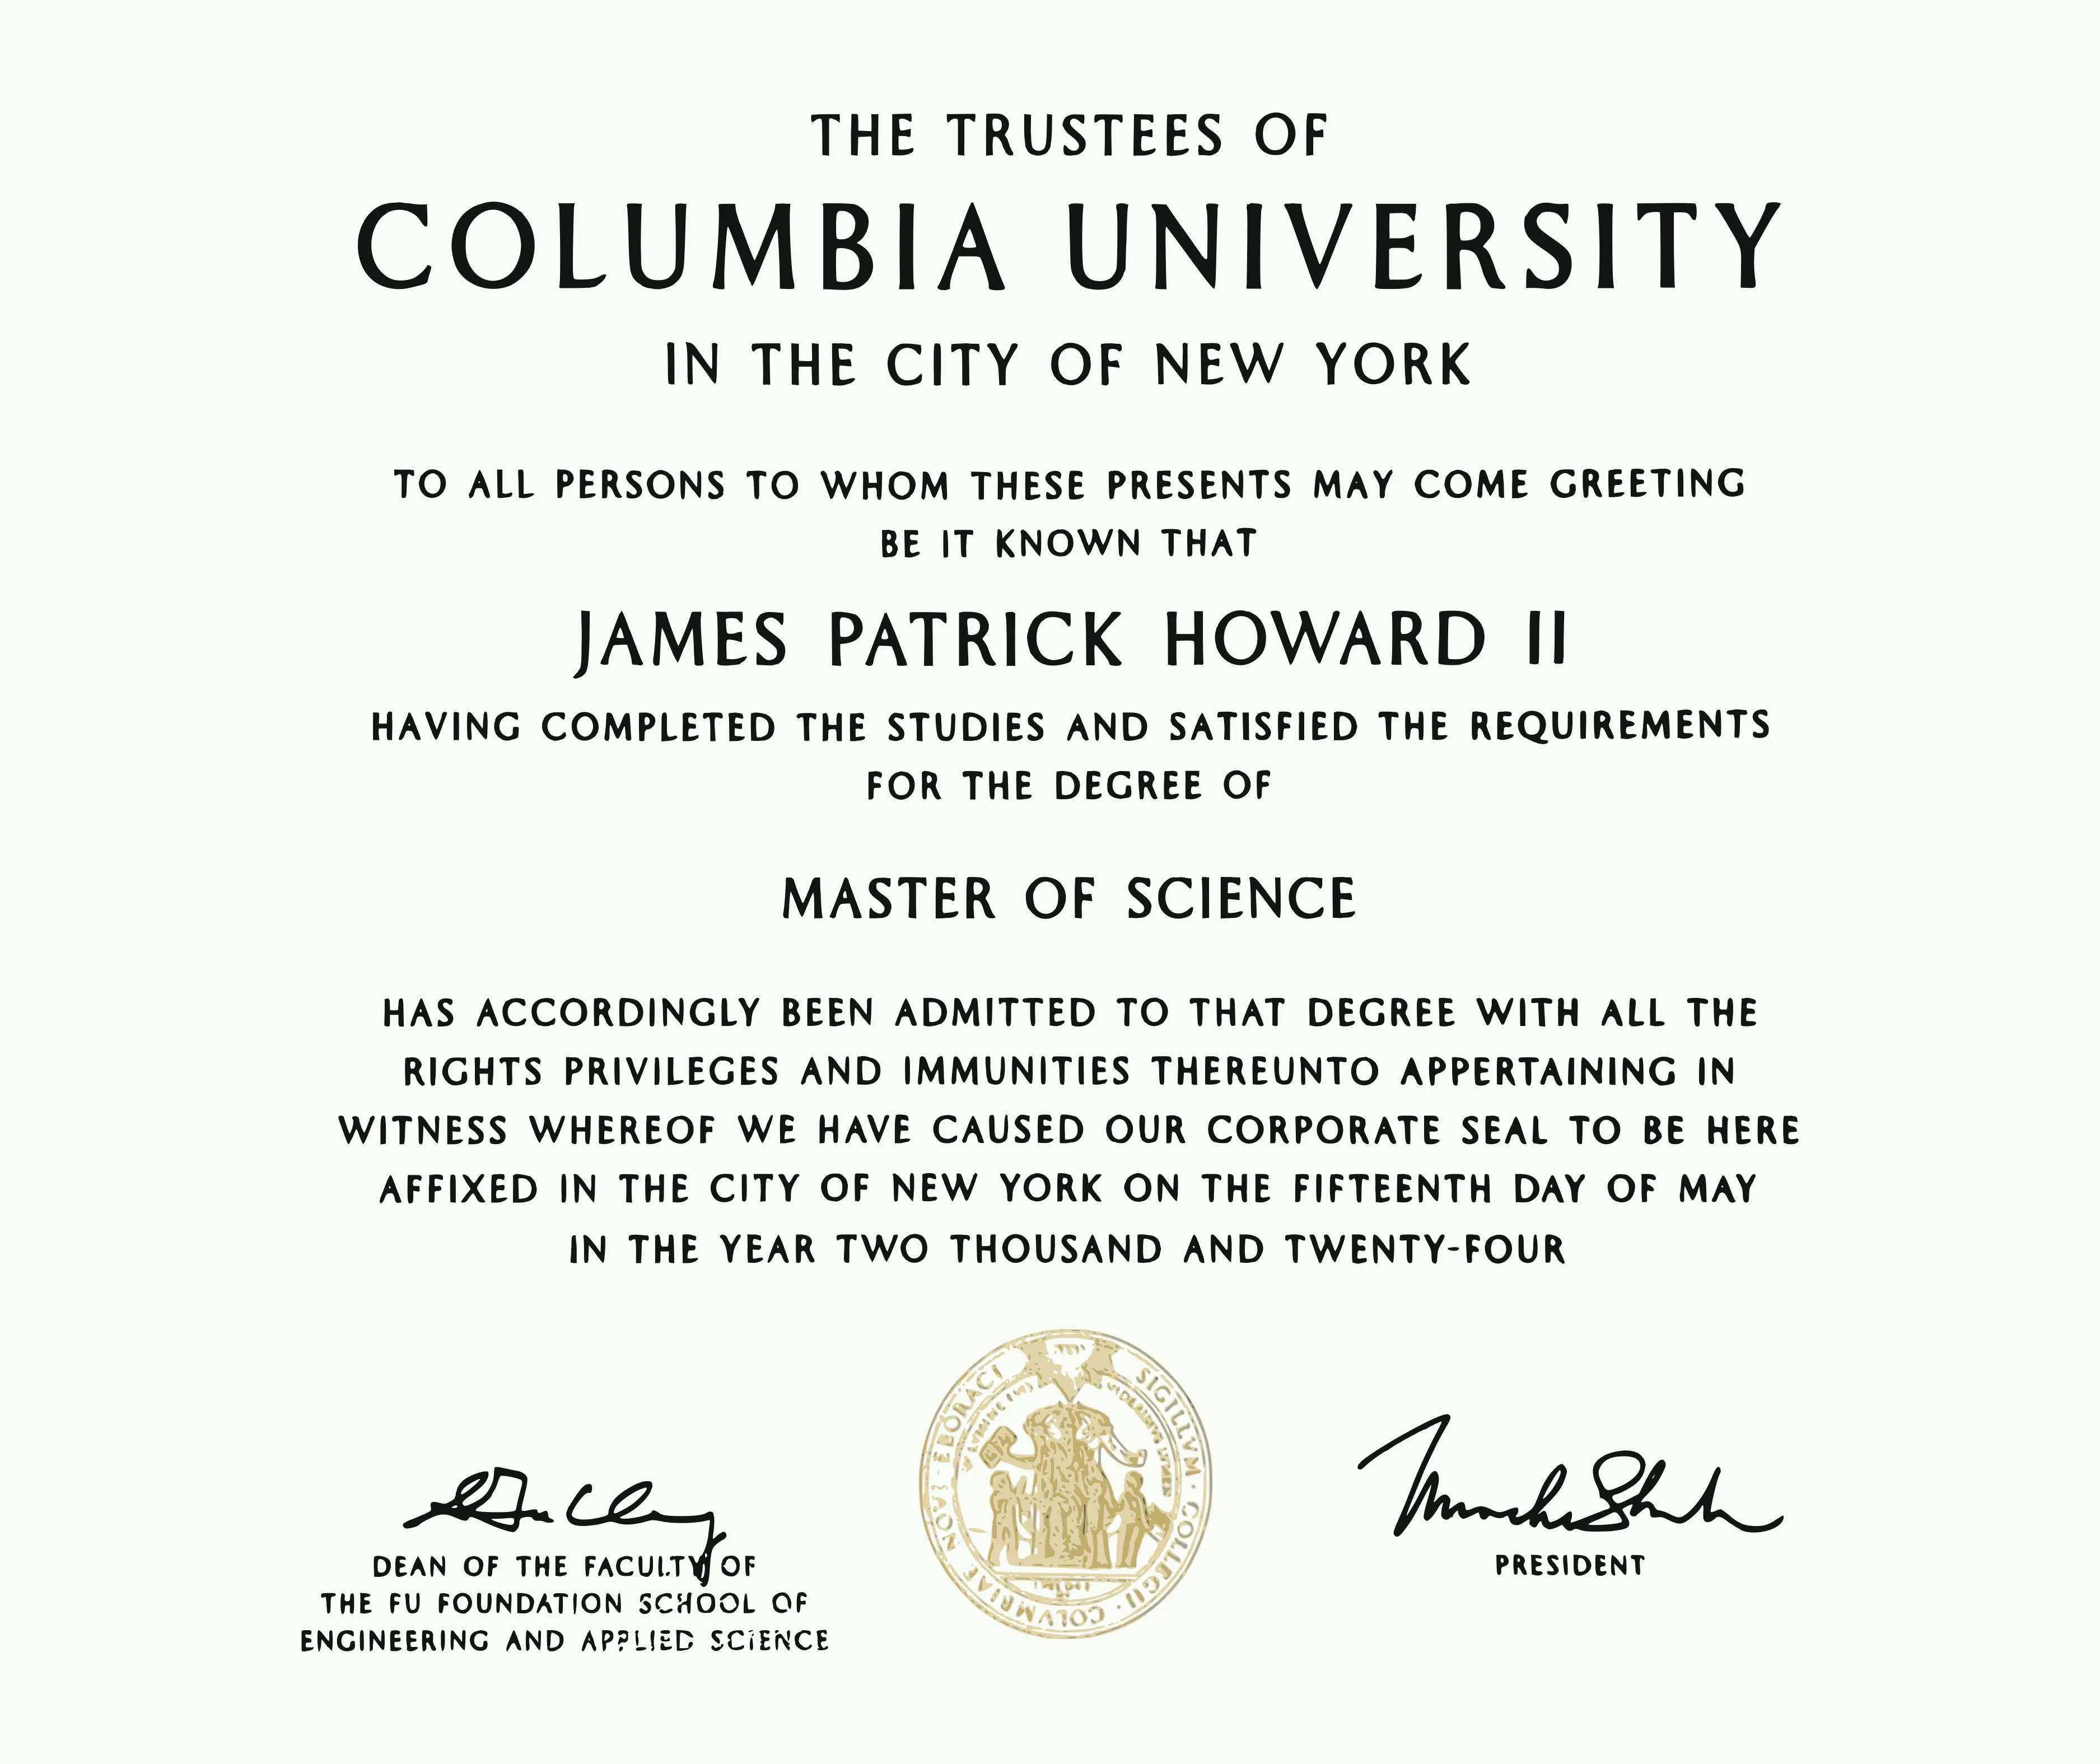 THE TRUSTEES OF
COLUMBIA UNIVERSITY
IN THE CITY OF NEW YORK
TO ALL PERSONS TO WHOM THESE PRESENTS MAY COME GREETING
BE IT KNOWN THAT
JAMES PATRICK HOWARD II
HAVING COMPLETED THE STUDIES AND SATISFIED THE REQUIREMENTS
FOR THE DEGREE OF
MASTER OF SCIENCE
HAS ACCORDINGLY BEEN ADMITTED TO THAT DEGREE WITH ALL THE
RIGHTS PRIVILEGES AND IMMUNITIES THEREUNTO APPERTAINING IN
WITNESS WHEREOF WE HAVE CAUSED OUR CORPORATE SEAL TO BE HERE
AFFIXED IN THE CITY OF NEW YORK ON THE FIFTEENTH DAY OF MAY
IN THE YEAR TWO THOUSAND AND TWENTY-FOUR
SIGILLVM · COLLEGII · COLVMBIAE · NOVI · EBORACI
DEAN OF THE FACULTY OF
THE FU FOUNDATION SCHOOL OF
ENGINEERING AND APPLIED SCIENCE
PRESIDENT